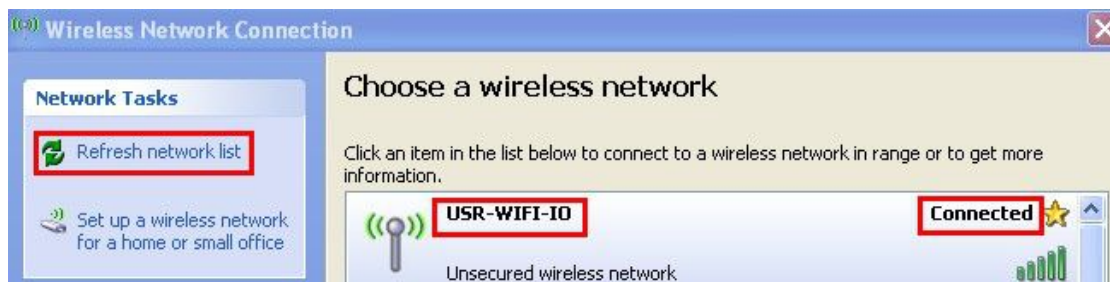 Wireless Network Connection
Network Tasks
Refresh network list
Set up a wireless network
for a home or small office
Choose a wireless network
Click an item in the list below to connect to a wireless network in range or to get more
information.
USR-WIFI-IO
Connected
Unsecured wireless network